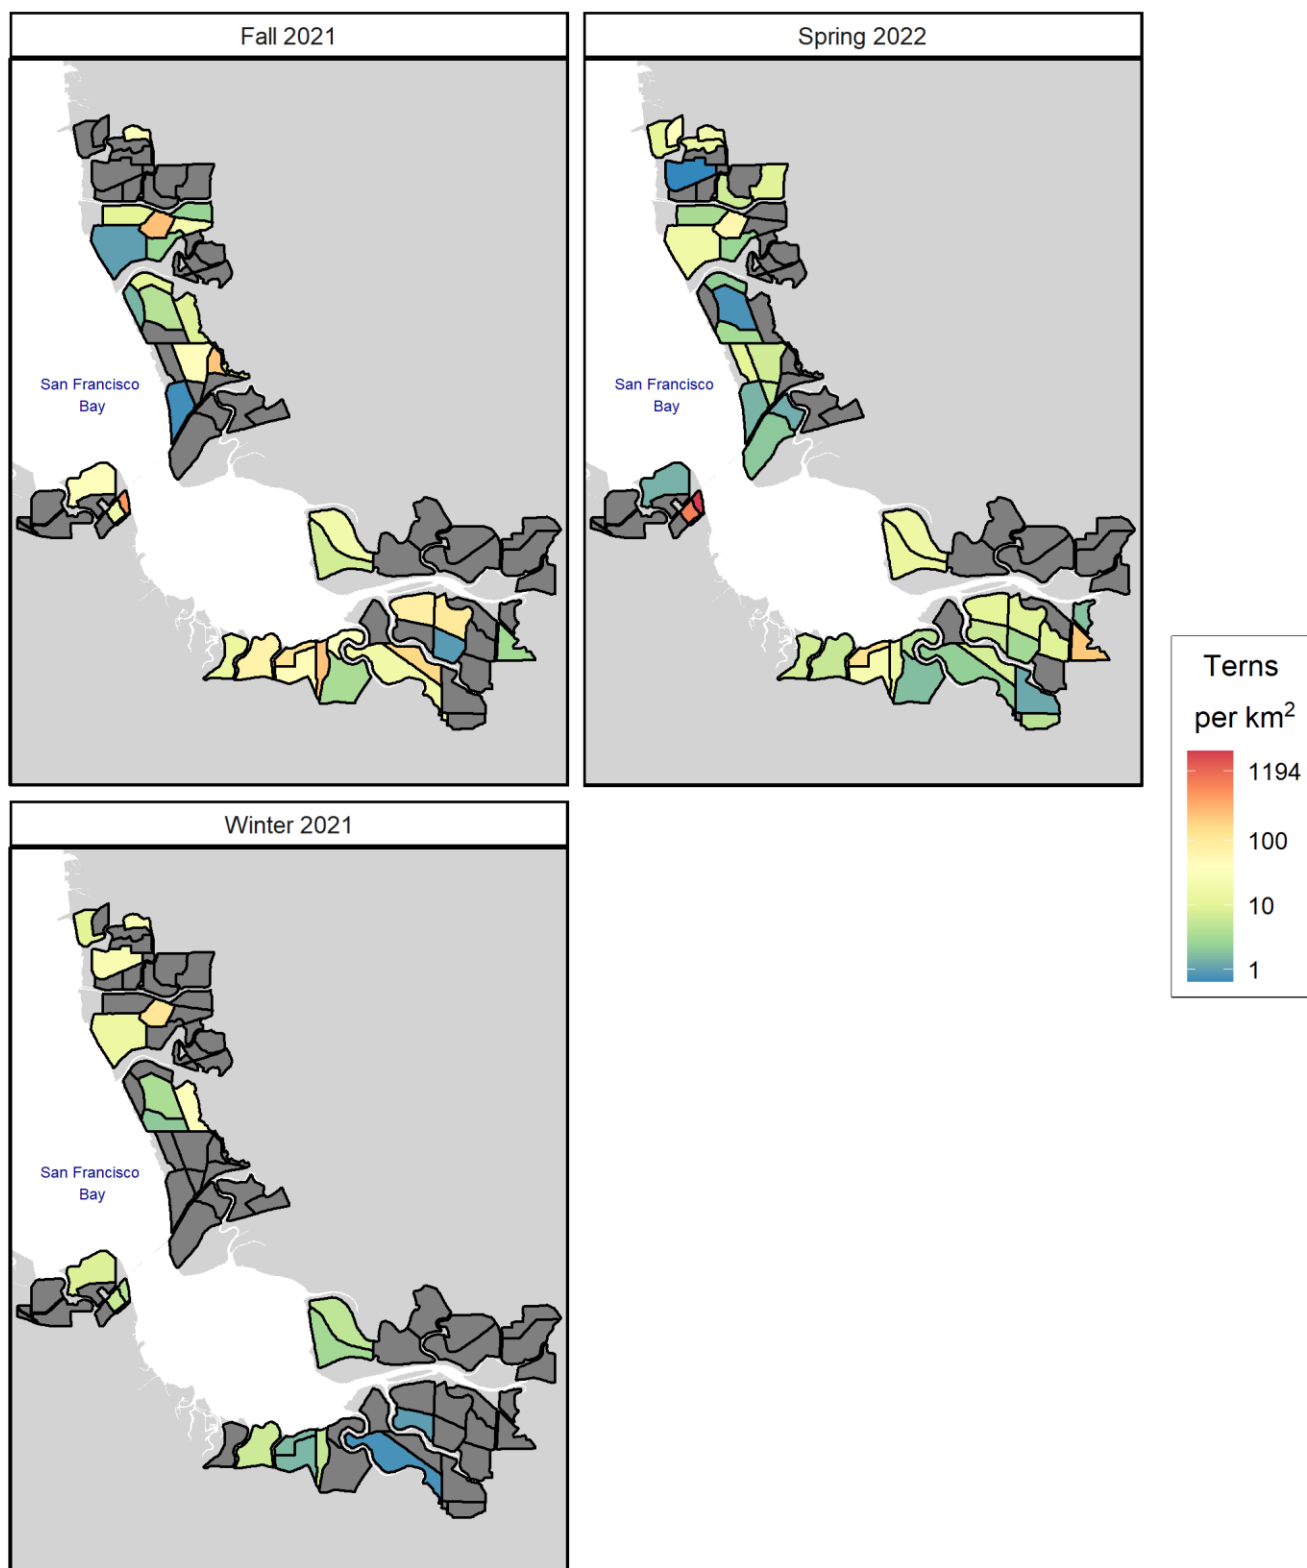 Fall 2021
Spring 2022
San Francisco
Bay
San Francisco
Bay
Terns
per km²
1194
100
10
1
Winter 2021
San Francisco
Bay